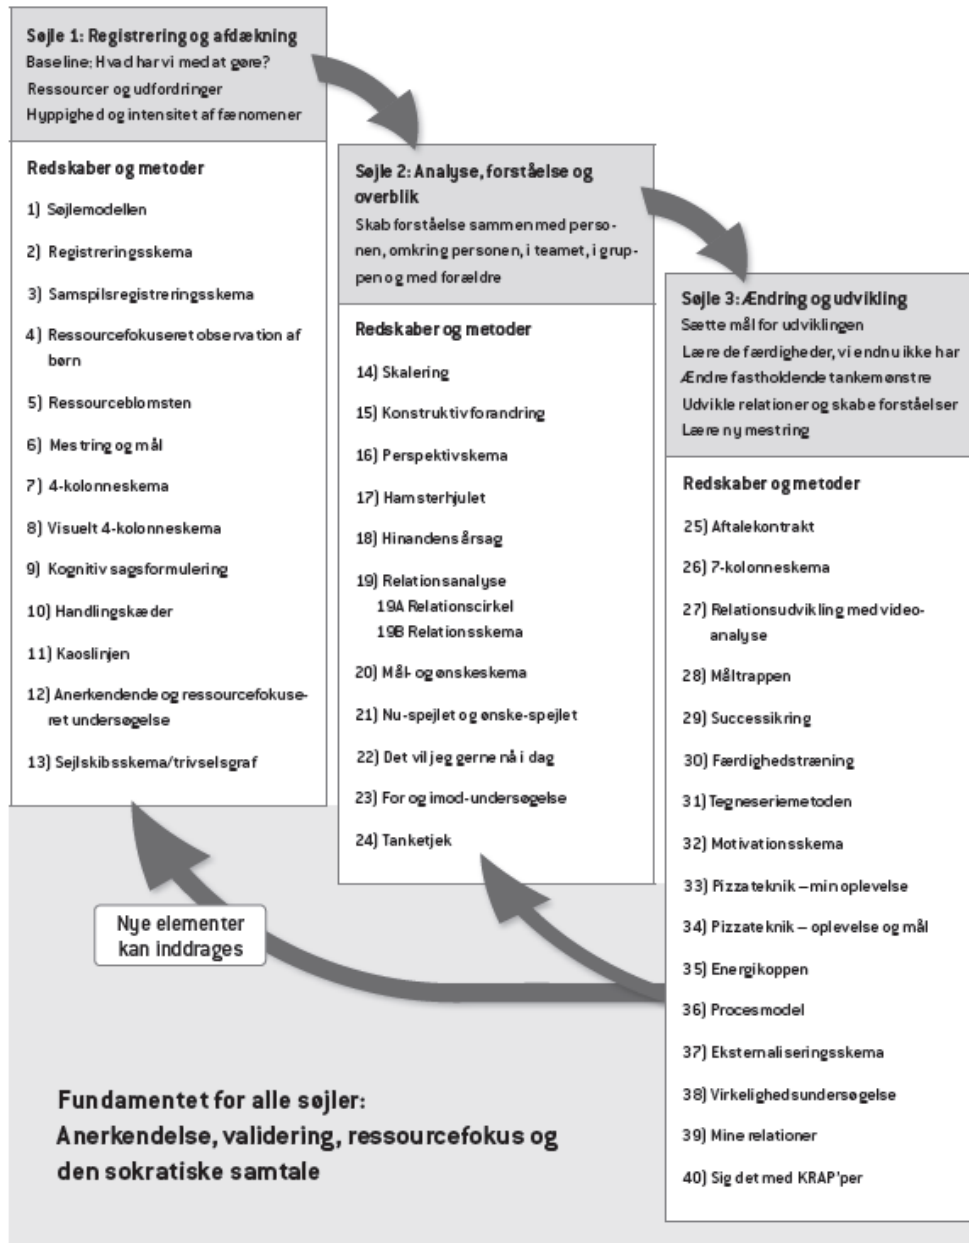 Søjle 1: Registrering og afdækning
Baseline: Hvad har vi med at gøre?
Ressourcer og udfordringer
Hyppighed og intensitet af fænomener
Redskaber og metoder
1) Søjlemodellen
2) Registreringsskema
3) Samspilsregistreringsskema
4) Ressourcefokuseret observation af
børn
5) Ressourceblomsten
6) Mestring og mål
7) 4-kolonneskema
8) Visuelt 4-kolonneskema
9) Kognitiv sagsformulering
10) Handlingskæder
11) Kaoslinjen
12) Anerkendende og ressourcefokuse-
ret undersøgelse
13) Sejlskibsskema/trivselsgraf
Søjle 2: Analyse, forståelse og
overblik
Skab forståelse sammen med perso-
nen, omkring personen, i teamet, i grup-
pen og med forældre
Redskaber og metoder
14) Skalering
15) Konstruktiv forandring
16) Perspektivskema
17) Hamsterhjulet
18) Hinandens årsag
19) Relationsanalyse
19A Relationscirkel
19B Relationsskema
20) Mål- og ønskeskema
21) Nu-spejlet og ønske-spejlet
22) Det vil jeg gerne nå i dag
23) For og imod-undersøgelse
24) Tanketjek
Søjle 3: Ændring og udvikling
Sætte mål for udviklingen
Lære de færdigheder, vi endnu ikke har
Ændre fastholdende tankemønstre
Udvikle relationer og skabe forståelser
Lære ny mestring
Redskaber og metoder
25) Aftalekontrakt
26) 7-kolonneskema
27) Relationsudvikling med video-
analyse
28) Måltrappen
29) Successikring
30) Færdighedstræning
31) Tegneseriemetoden
32) Motivationsskema
33) Pizzateknik – min oplevelse
34) Pizzateknik – oplevelse og mål
35) Energikoppen
36) Procesmodel
37) Eksternaliseringsskema
38) Virkelighedsundersøgelse
39) Mine relationer
40) Sig det med KRAP'per
Nye elementer
kan inddrages
Fundamentet for alle søjler:
Anerkendelse, validering, ressourcefokus og
den sokratiske samtale